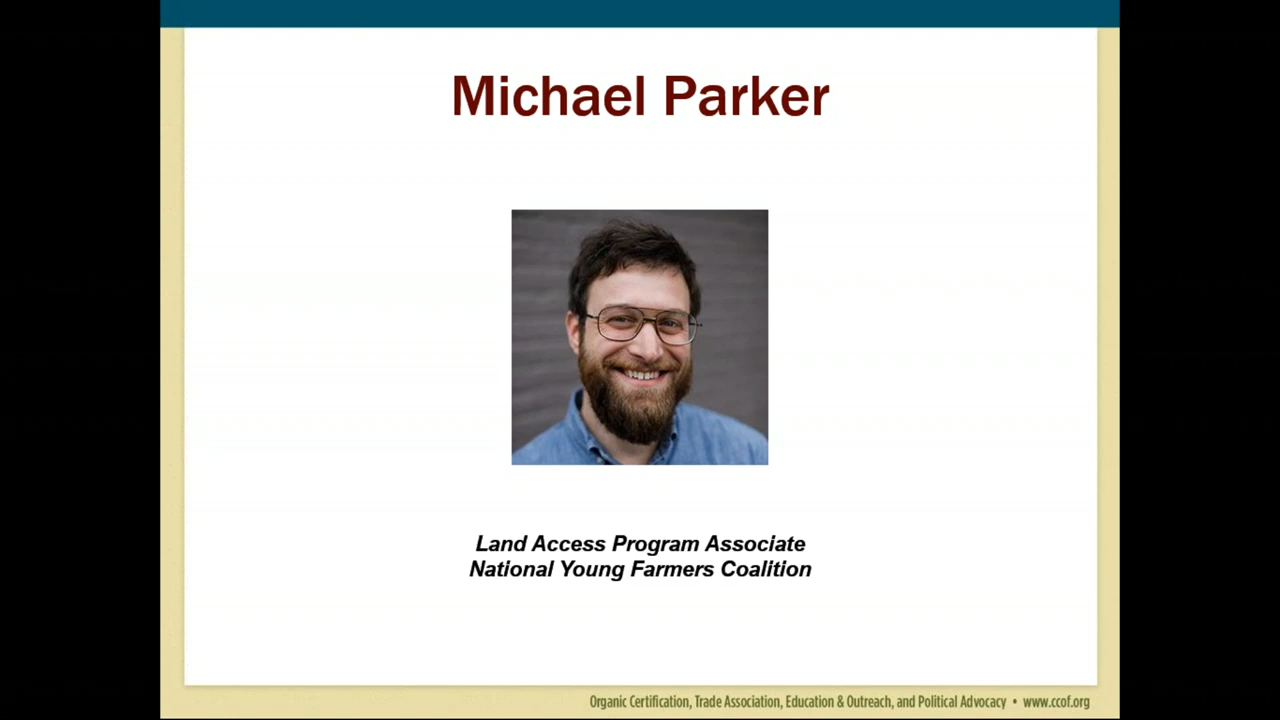 Michael Parker
Land Access Program Associate
National Young Farmers Coalition
Organic Certification, Trade Association, Education & Outreach, and Political Advocacy • www.ccof.org